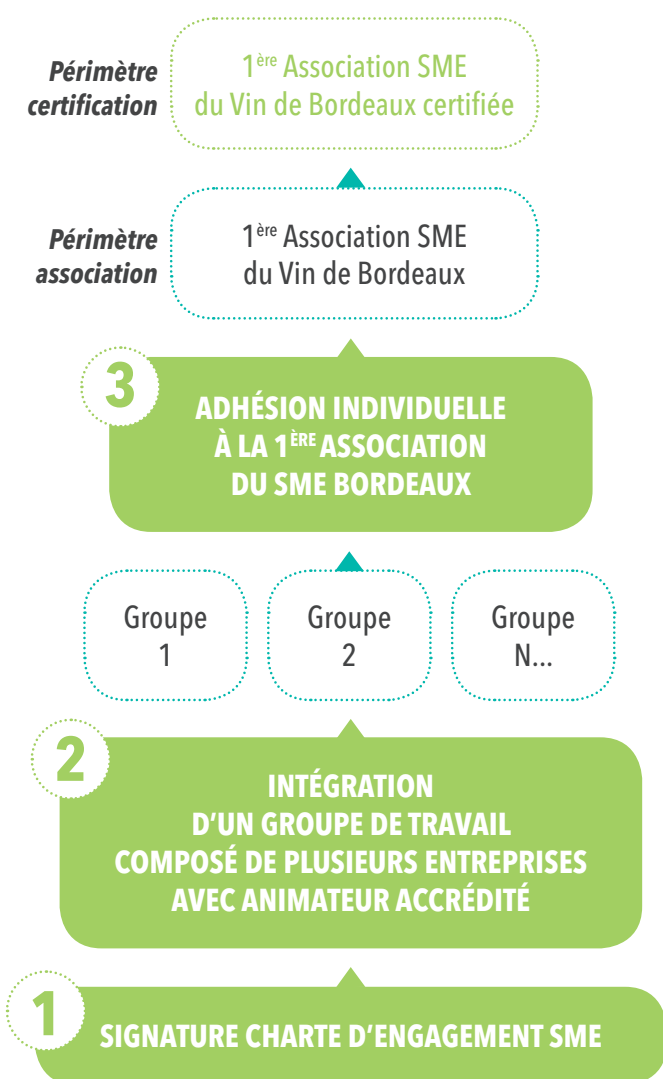 Périmètre
certification
1ère Association SME
du Vin de Bordeaux certifiée
Périmètre
association
1ère Association SME
du Vin de Bordeaux
3
ADHÉSION INDIVIDUELLE
À LA 1ÈRE ASSOCIATION
DU SME BORDEAUX
Groupe
1
Groupe
2
Groupe
N...
2
INTÉGRATION
D'UN GROUPE DE TRAVAIL
COMPOSÉ DE PLUSIEURS ENTREPRISES
AVEC ANIMATEUR ACCRÉDITÉ
1
SIGNATURE CHARTE D'ENGAGEMENT SME